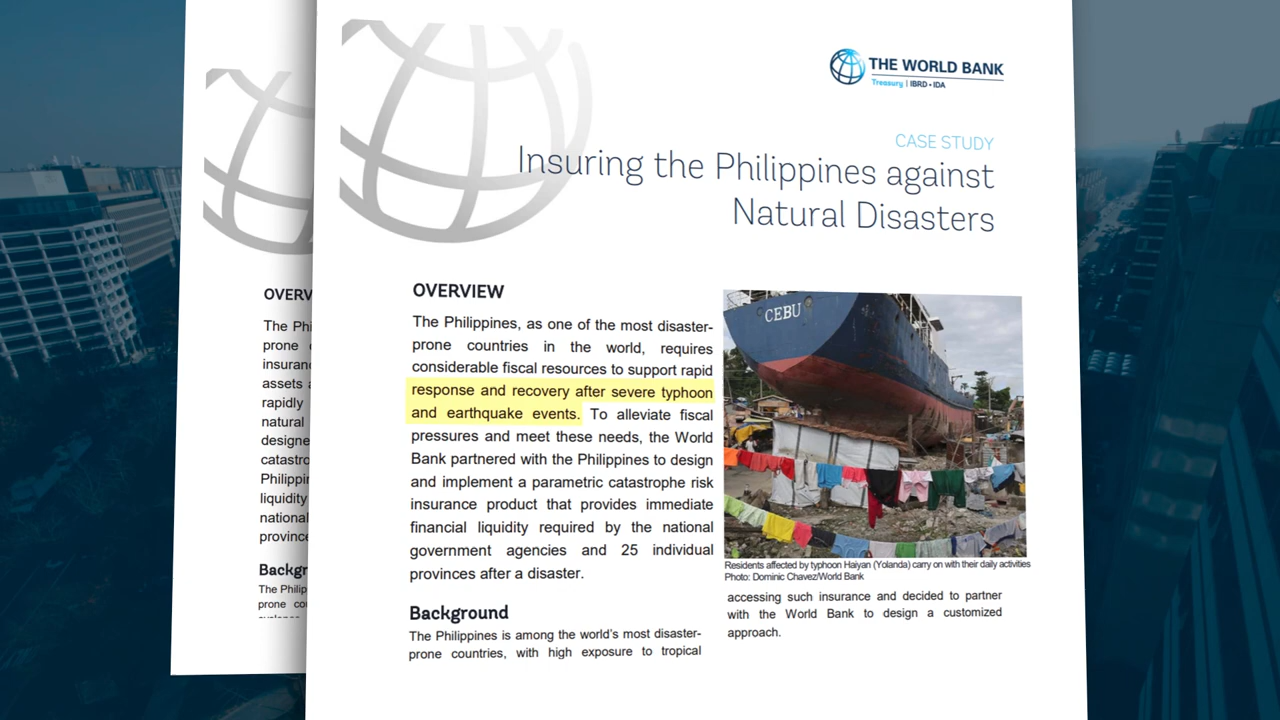 THE WORLD BANK
Treasury | IBRD • IDA
CASE STUDY
Insuring the Philippines against
Natural Disasters
OVERVIEW
The Philippines, as one of the most disaster-
prone countries in the world, requires
considerable fiscal resources to support rapid
response and recovery after severe typhoon
and earthquake events. To alleviate fiscal
pressures and meet these needs, the World
Bank partnered with the Philippines to design
and implement a parametric catastrophe risk
insurance product that provides immediate
financial liquidity required by the national
government agencies and 25 individual
provinces after a disaster.
Background
The Philippines is among the world's most disaster-
prone countries, with high exposure to tropical
CEBU
Residents affected by typhoon Haiyan (Yolanda) carry on with their daily activities
Photo: Dominic Chavez/World Bank
accessing such insurance and decided to partner
with the World Bank to design a customized
approach.
OVERV
The Phi
prone
insuran
assets
rapidly
natural
designe
catastro
Philippin
liquidity
national
province
Backgr
The Philip
prone cou